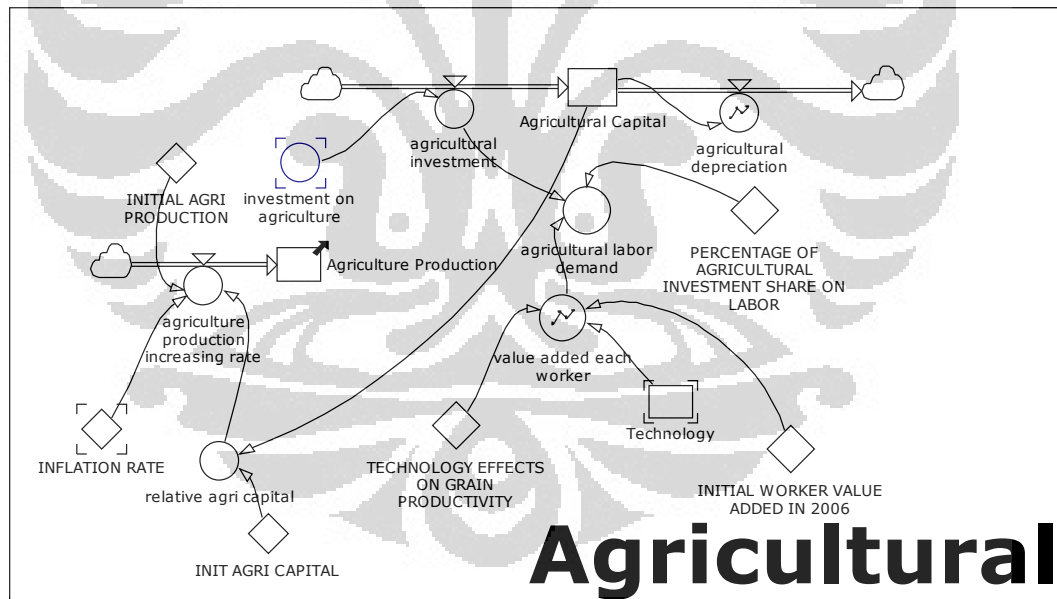 Agricultural Capital
agricultural
investment
agricultural
depreciation
INITIAL AGRI
PRODUCTION
investment on
agriculture
agricultural labor
demand
PERCENTAGE OF
AGRICULTURAL
INVESTMENT SHARE ON
LABOR
Agriculture Production
agriculture
production
increasing rate
value added each
worker
Technology
INFLATION RATE
relative agri capital
TECHNOLOGY EFFECTS
ON GRAIN
PRODUCTIVITY
INITIAL WORKER VALUE
ADDED IN 2006
INIT AGRI CAPITAL
Agricultural